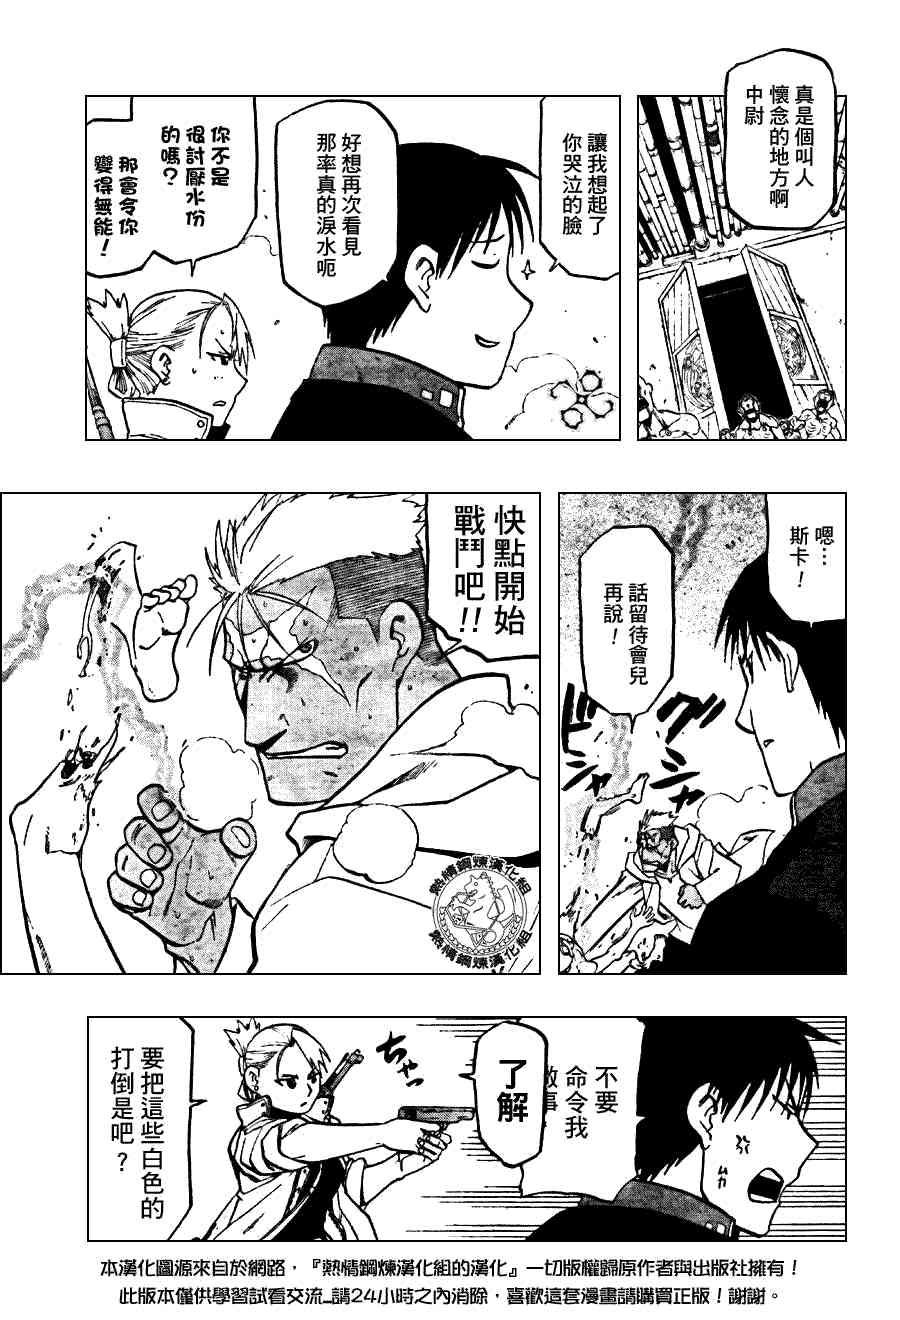 真是個叫人
懷念的地方啊
中尉
讓我想起了
你哭泣的臉
好想再次看見
那率真的淚水呃
你不是
很討厭水份
的嗎？
那會令你
變得無能！
嗯…
斯卡！
話留待會兒
再說！
グ
グ
ギャ
ギャ
快點開始
戰鬥吧!!
熱情鋼煉漢化組
熱情鋼煉漢化組
不要
命令我
做事
了解
ちゃっ
要把這些白色的
打倒是吧？
本漢化圖源來自於網路，『熱情鋼煉漢化組的漢化』一切版權歸原作者與出版社擁有！
此版本僅供學習試看交流…請24小時之內消除，喜歡這套漫畫請購買正版！謝謝。